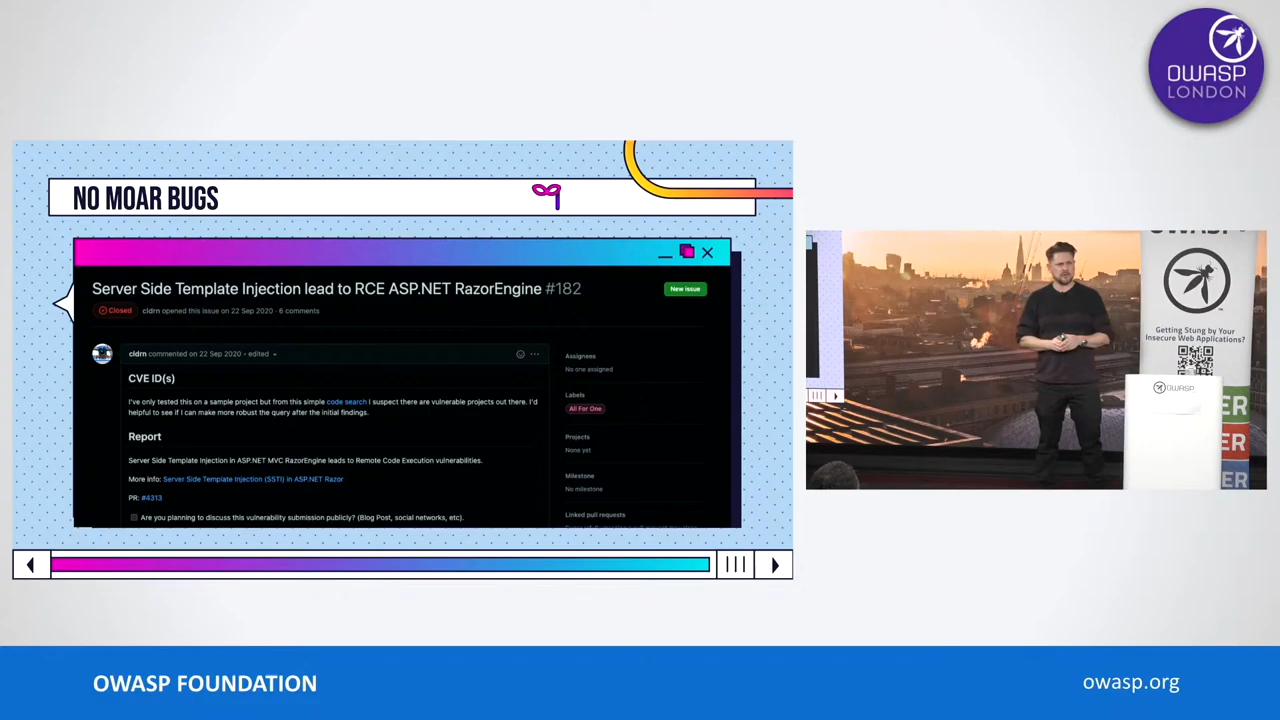 OWASP
LONDON
NO MOAR BUGS
Server Side Template Injection lead to RCE ASP.NET RazorEngine #182
New issue
Closed
cldrn opened this issue on 22 Sep 2020 · 6 comments
cldrn commented on 22 Sep 2020 · edited
CVE ID(s)
I've only tested this on a sample project but from this simple code search I suspect there are vulnerable projects out there. I'd
helpful to see if I can make more robust the query after the initial findings.
Report
Server Side Template Injection in ASP.NET MVC RazorEngine leads to Remote Code Execution vulnerabilities.
More info: Server Side Template Injection (SSTI) in ASP.NET Razor
PR: #4313
Are you planning to discuss this vulnerability submission publicly? (Blog Post, social networks, etc).
Assignees
No one assigned
Labels
All For One
Projects
None yet
Milestone
No milestone
Linked pull requests
OWASP
Getting Stung by Your
Insecure Web Applications?
OWASP
ER
ER
ER
OWASP FOUNDATION
owasp.org